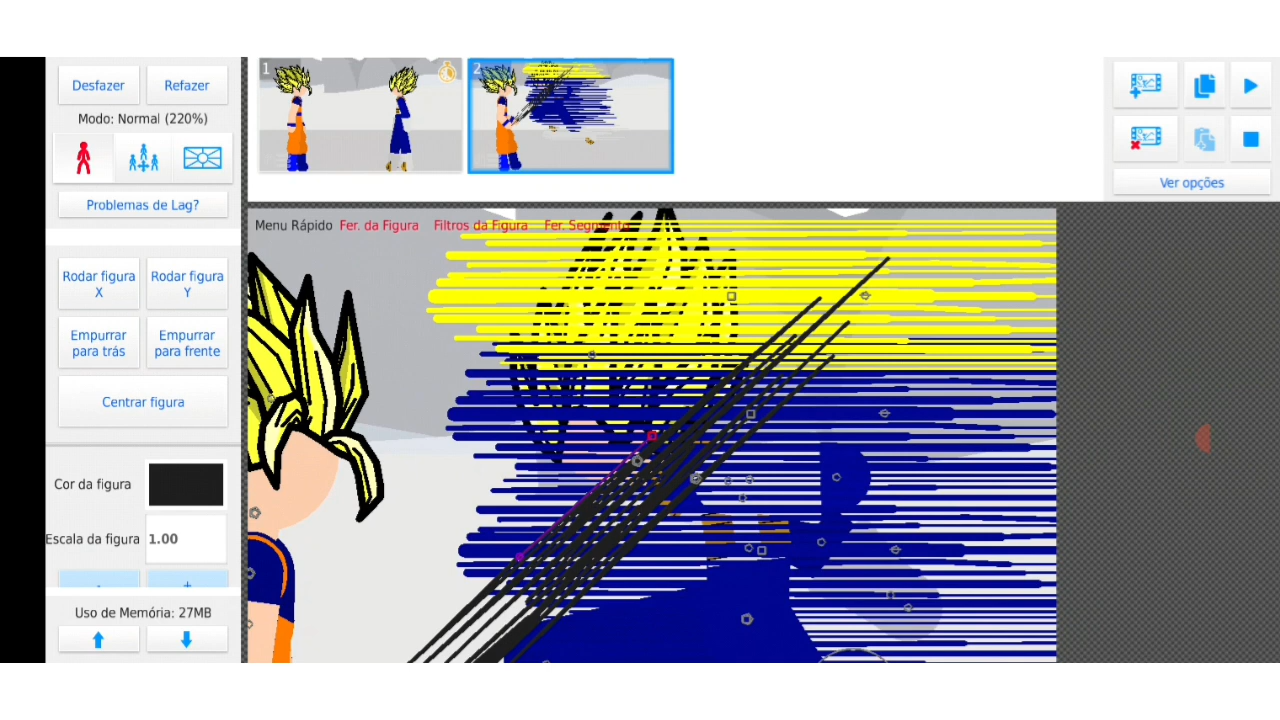 Desfazer
Refazer
Modo: Normal (220%)
Problemas de Lag?
Rodar figura X
Rodar figura Y
Empurrar para trás
Empurrar para frente
Centrar figura
Cor da figura
Escala da figura 1.00
- +
Uso de Memória: 27MB
1
2
Ver opções
Menu Rápido Fer. da Figura Filtros da Figura Fer. Segmento